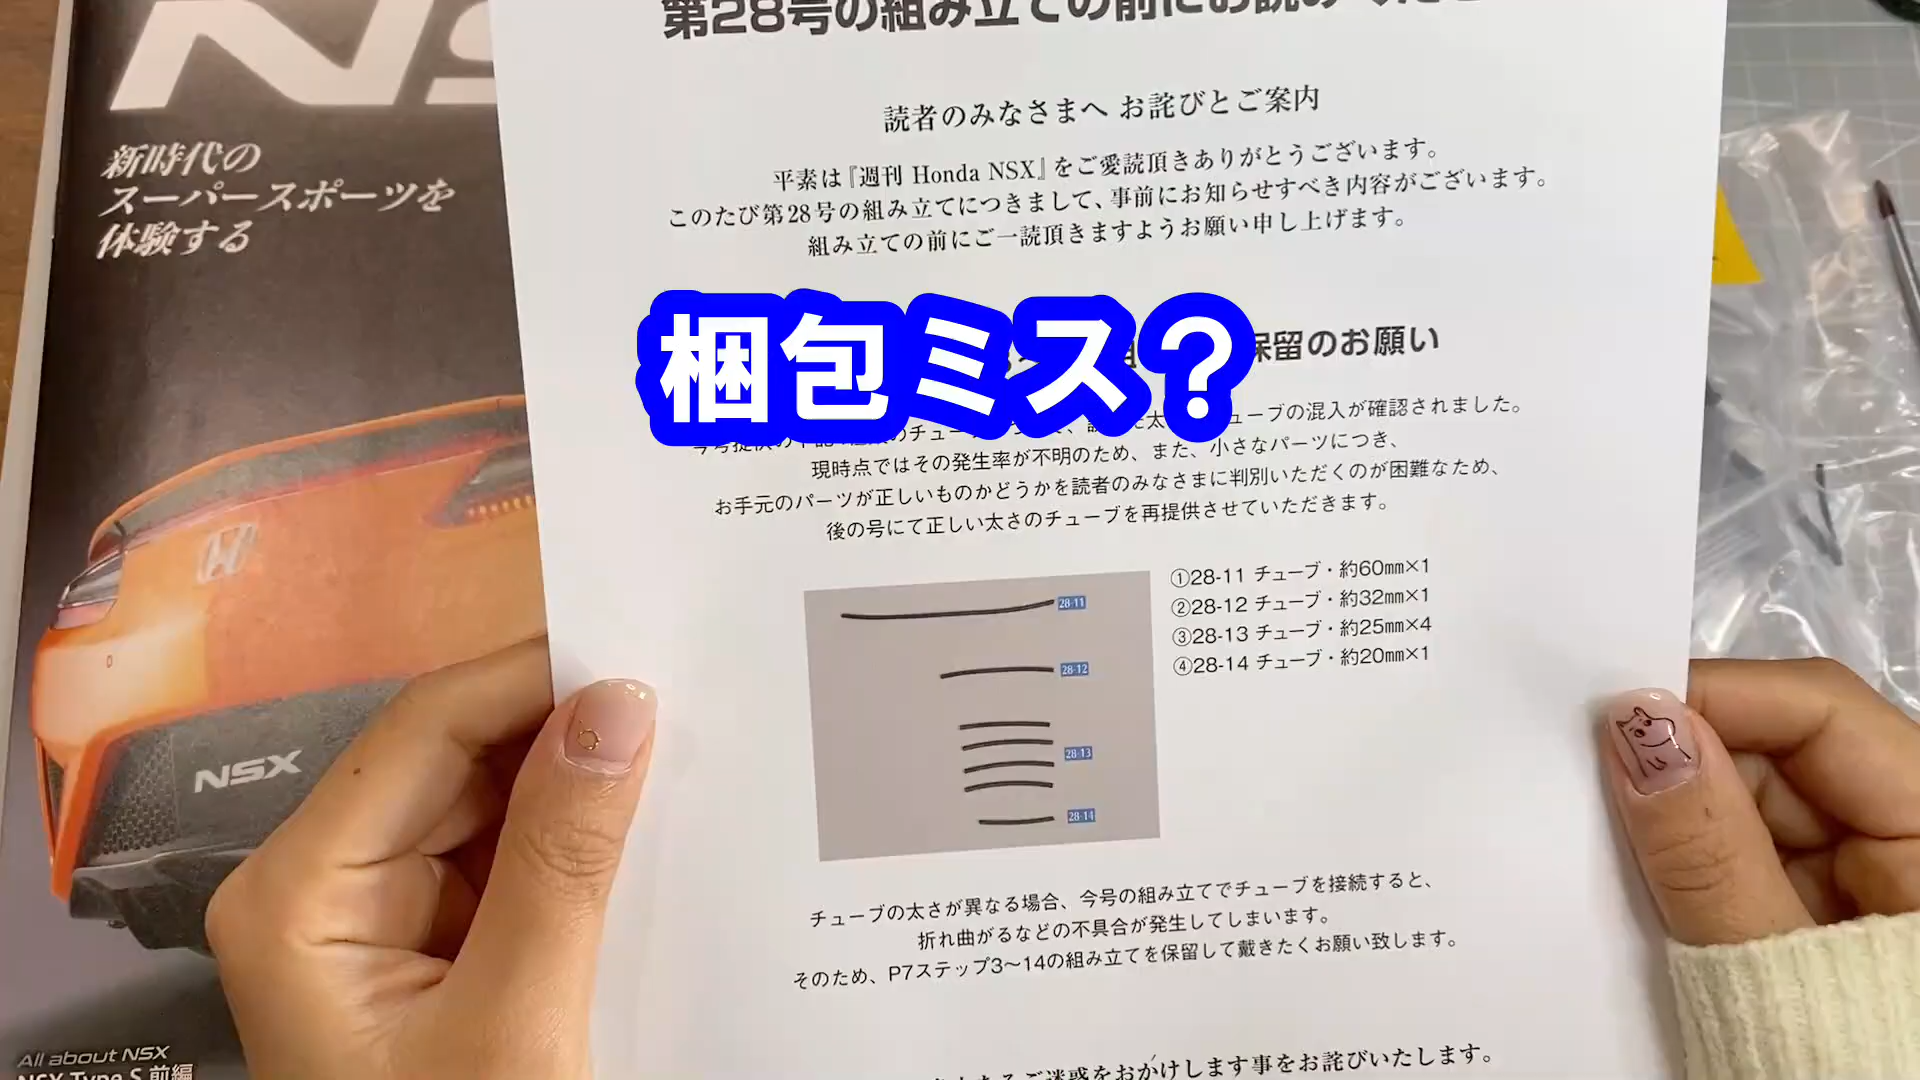 NS
新時代の
スーパースポーツを
体験する
NSX
All about NSX
NSX Type S 前編
第28号の組み立ての前にお読みくださ
読者のみなさまへ お詫びとご案内
平素は『週刊 Honda NSX』をご愛読頂きありがとうございます。
このたび第28号の組み立てにつきまして、事前にお知らせすべき内容がございます。
組み立ての前にご一読頂きますようお願い申し上げます。
梱包ミス？
保留のお願い
のチューブの混入が確認されました。
現時点ではその発生率が不明のため、また、小さなパーツにつき、
お手元のパーツが正しいものかどうかを読者のみなさまに判別いただくのが困難なため、
後の号にて正しい太さのチューブを再提供させていただきます。
28-11
28-12
28-13
28-14
①28-11 チューブ・約60㎜×1
②28-12 チューブ・約32㎜×1
③28-13 チューブ・約25㎜×4
④28-14 チューブ・約20㎜×1
チューブの太さが異なる場合、今号の組み立てでチューブを接続すると、
折れ曲がるなどの不具合が発生してしまいます。
そのため、P7ステップ3〜14の組み立てを保留して戴きたくお願い致します。
ご迷惑をおかけします事をお詫びいたします。